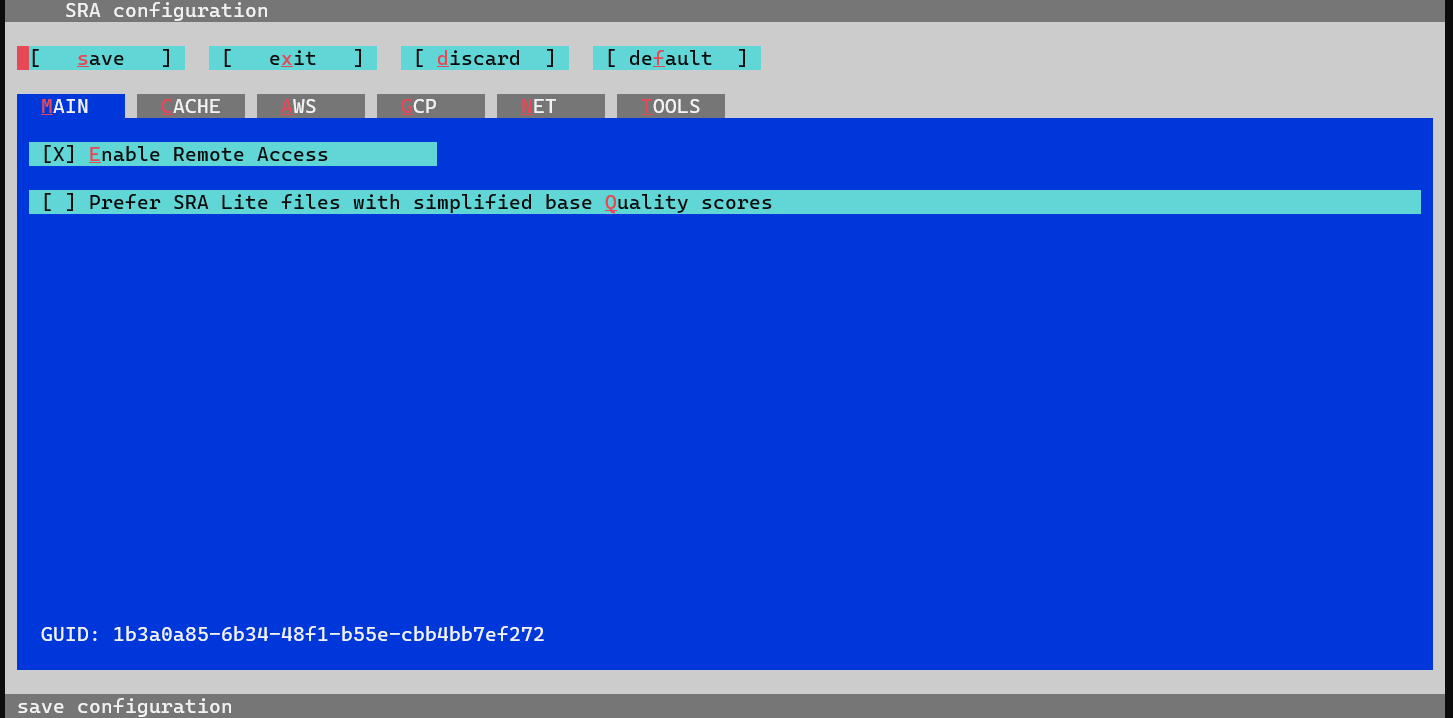 SRA configuration
[   save   ] [   exit   ] [ discard  ] [ default  ]
MAIN CACHE AWS GCP NET TOOLS
[X] Enable Remote Access
[ ] Prefer SRA Lite files with simplified base Quality scores
GUID: 1b3a0a85-6b34-48f1-b55e-cbb4bb7ef272
save configuration